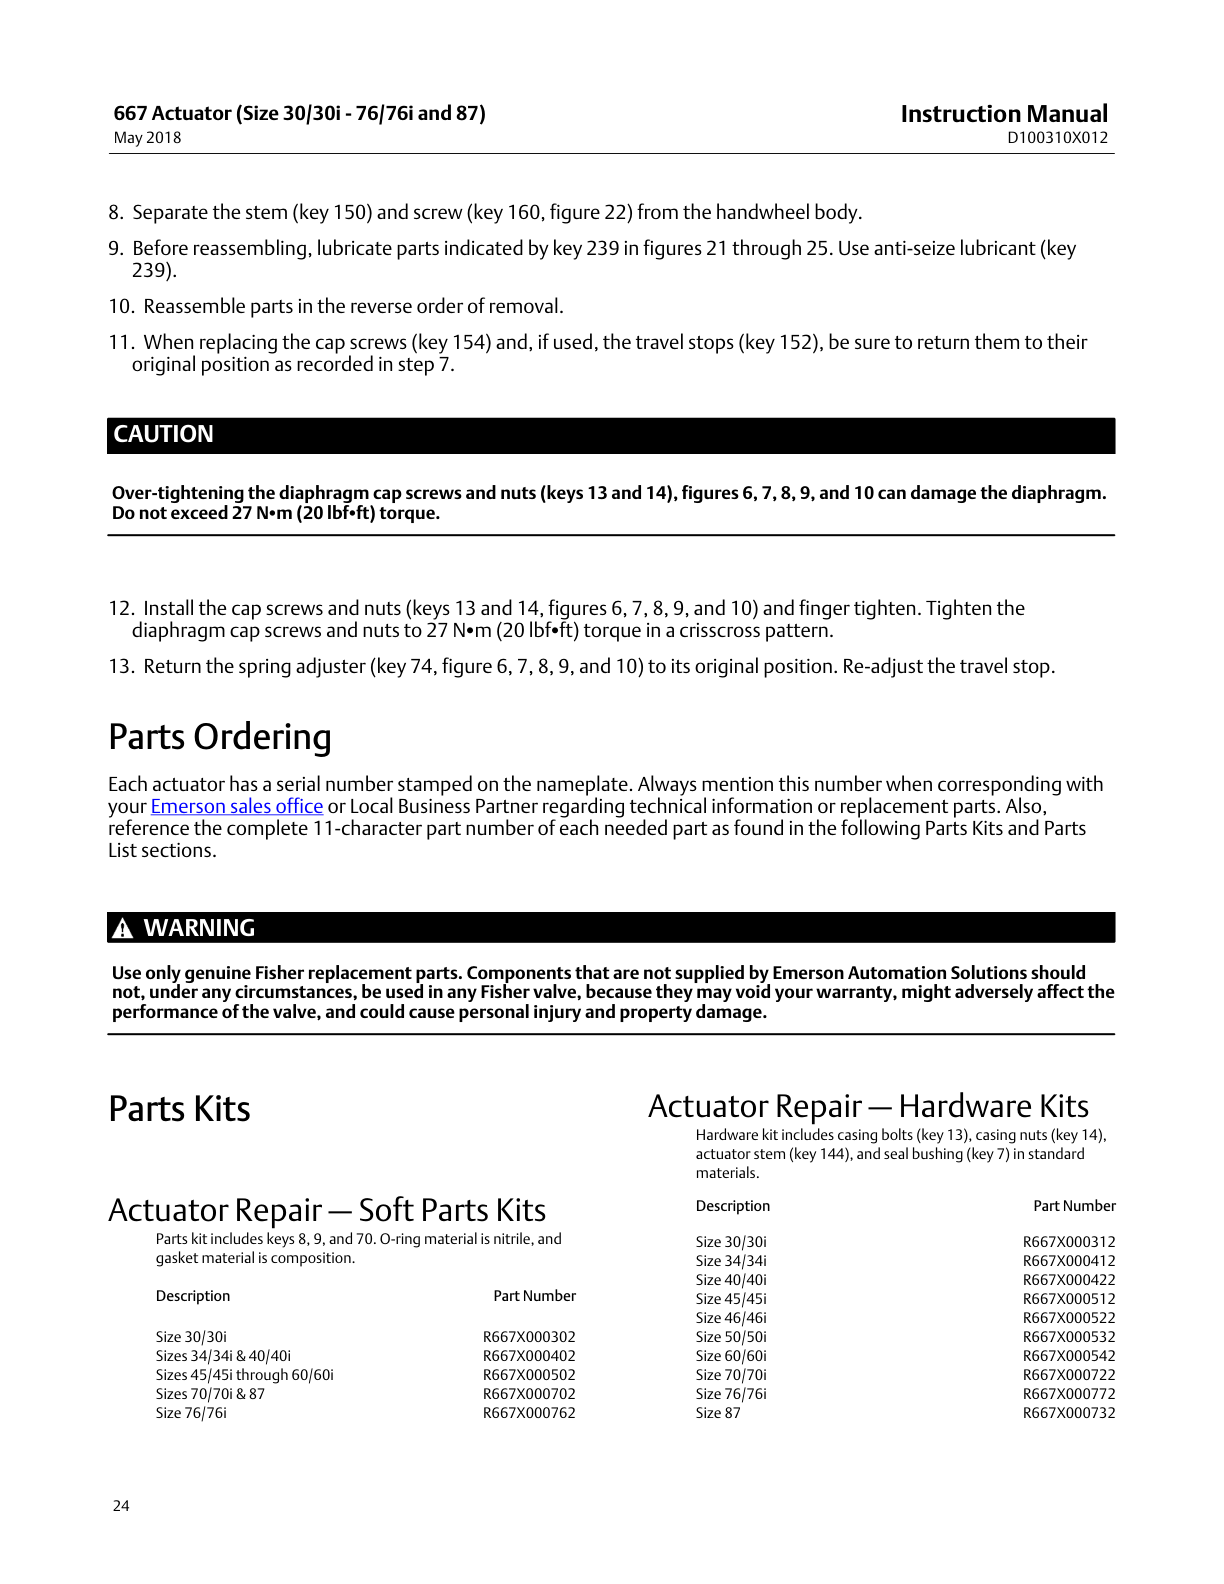 667 Actuator (Size 30/30i - 76/76i and 87)
May 2018
Instruction Manual
D100310X012
8. Separate the stem (key 150) and screw (key 160, figure 22) from the handwheel body.
9. Before reassembling, lubricate parts indicated by key 239 in figures 21 through 25. Use anti-seize lubricant (key
239).
10. Reassemble parts in the reverse order of removal.
11. When replacing the cap screws (key 154) and, if used, the travel stops (key 152), be sure to return them to their
original position as recorded in step 7.
CAUTION
Over-tightening the diaphragm cap screws and nuts (keys 13 and 14), figures 6, 7, 8, 9, and 10 can damage the diaphragm.
Do not exceed 27 N•m (20 lbf•ft) torque.
12. Install the cap screws and nuts (keys 13 and 14, figures 6, 7, 8, 9, and 10) and finger tighten. Tighten the
diaphragm cap screws and nuts to 27 N•m (20 lbf•ft) torque in a crisscross pattern.
13. Return the spring adjuster (key 74, figure 6, 7, 8, 9, and 10) to its original position. Re-adjust the travel stop.
Parts Ordering
Each actuator has a serial number stamped on the nameplate. Always mention this number when corresponding with
your Emerson sales office or Local Business Partner regarding technical information or replacement parts. Also,
reference the complete 11-character part number of each needed part as found in the following Parts Kits and Parts
List sections.
WARNING
Use only genuine Fisher replacement parts. Components that are not supplied by Emerson Automation Solutions should
not, under any circumstances, be used in any Fisher valve, because they may void your warranty, might adversely affect the
performance of the valve, and could cause personal injury and property damage.
Parts Kits
Actuator Repair — Soft Parts Kits
Parts kit includes keys 8, 9, and 70. O-ring material is nitrile, and
gasket material is composition.
Description Part Number
Size 30/30i R667X000302
Sizes 34/34i & 40/40i R667X000402
Sizes 45/45i through 60/60i R667X000502
Sizes 70/70i & 87 R667X000702
Size 76/76i R667X000762
Actuator Repair — Hardware Kits
Hardware kit includes casing bolts (key 13), casing nuts (key 14),
actuator stem (key 144), and seal bushing (key 7) in standard
materials.
Description Part Number
Size 30/30i R667X000312
Size 34/34i R667X000412
Size 40/40i R667X000422
Size 45/45i R667X000512
Size 46/46i R667X000522
Size 50/50i R667X000532
Size 60/60i R667X000542
Size 70/70i R667X000722
Size 76/76i R667X000772
Size 87 R667X000732
24